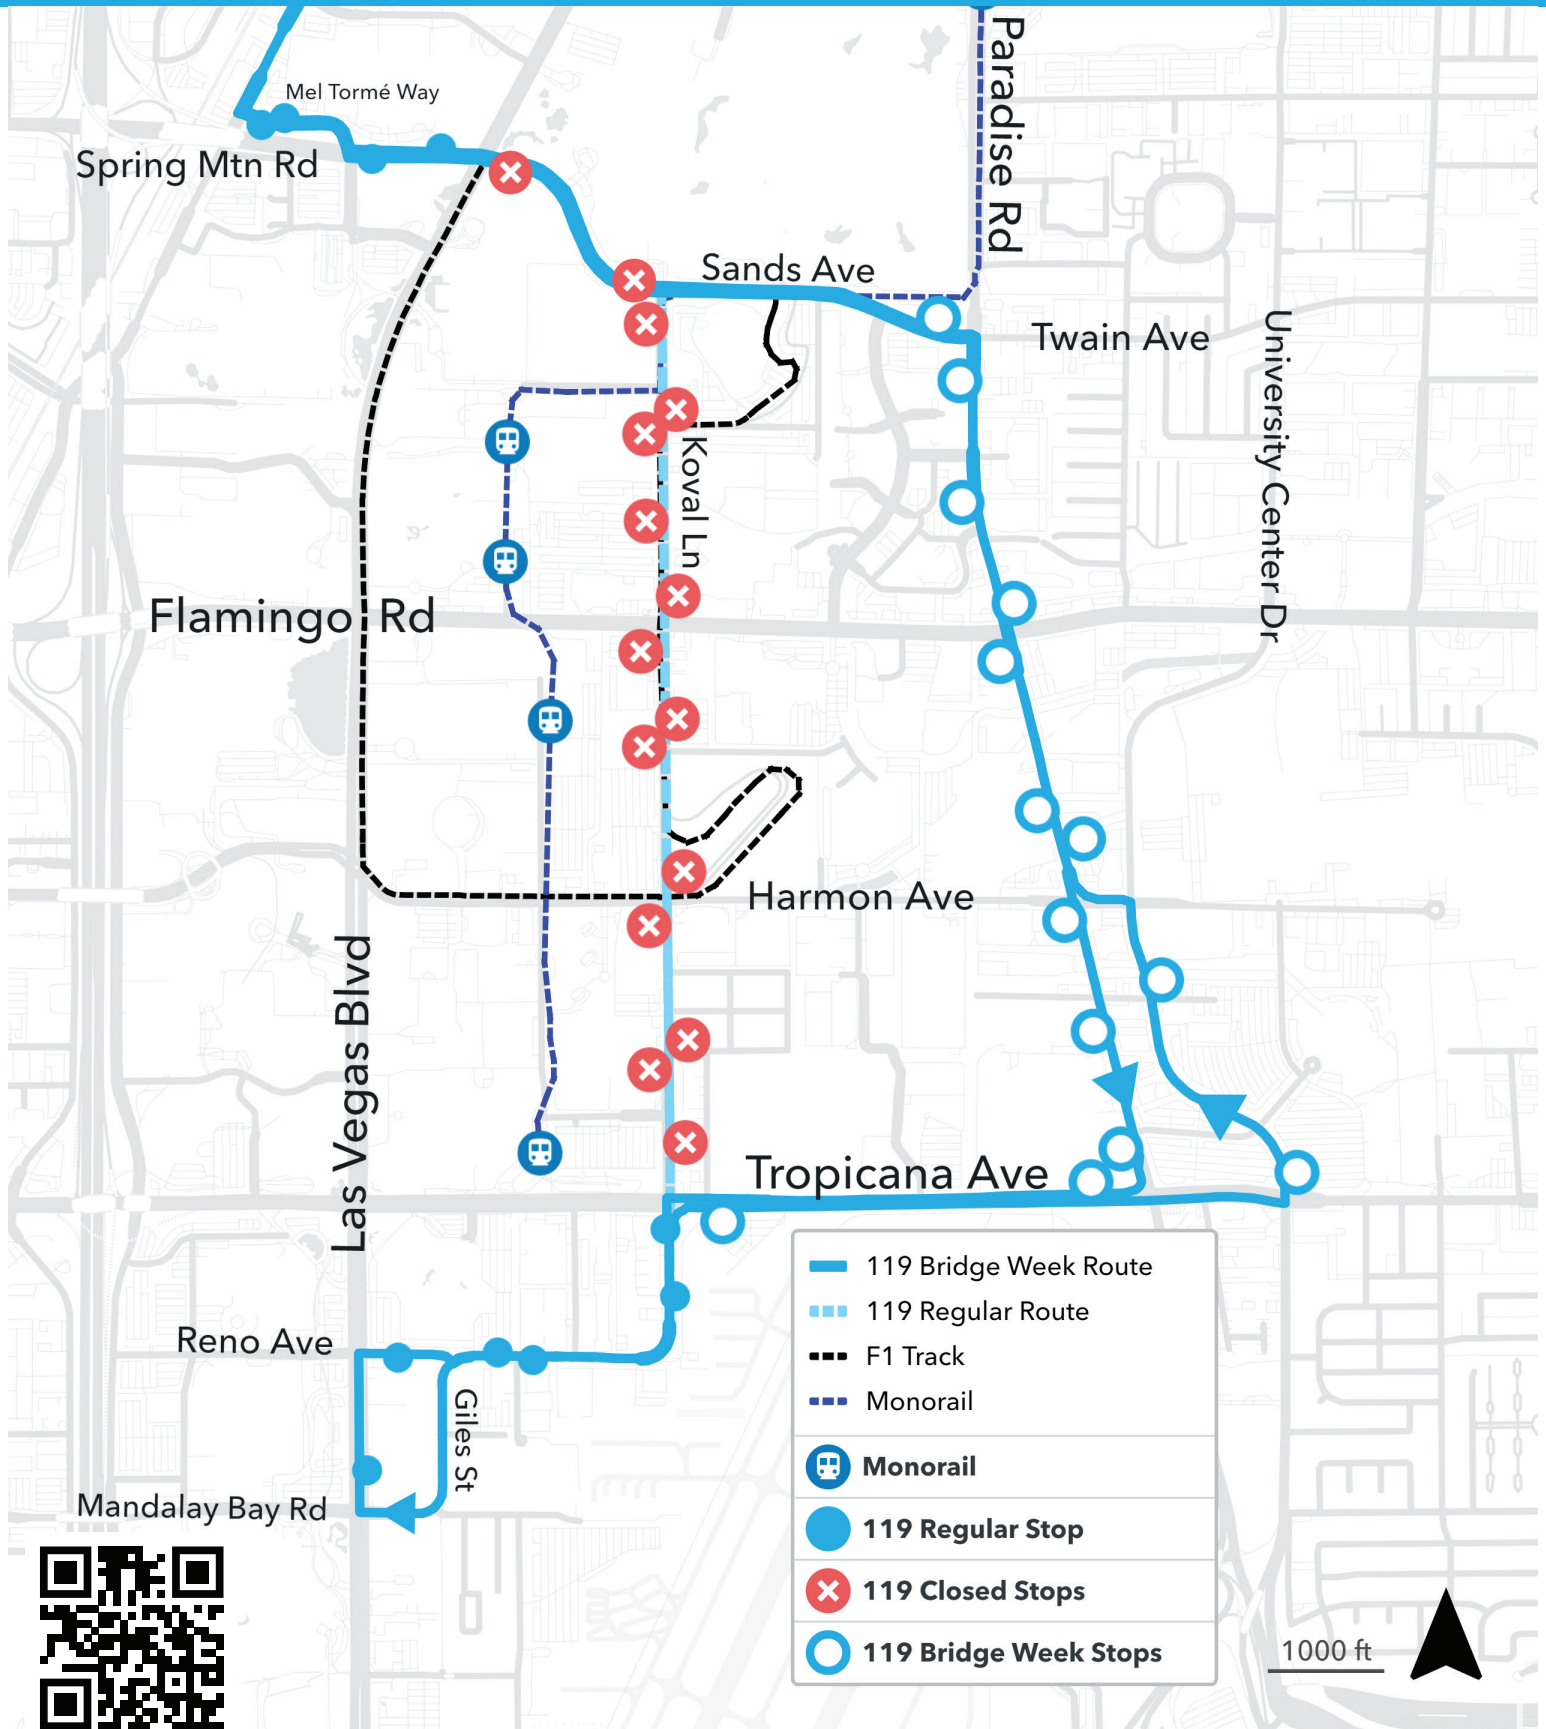 Mel Tormé Way
Spring Mtn Rd
Paradise Rd
Sands Ave
Twain Ave
University Center Dr
Koval Ln
Flamingo Rd
Harmon Ave
Las Vegas Blvd
Tropicana Ave
Reno Ave
Giles St
Mandalay Bay Rd
119 Bridge Week Route
119 Regular Route
F1 Track
Monorail
Monorail
119 Regular Stop
119 Closed Stops
119 Bridge Week Stops
1000 ft